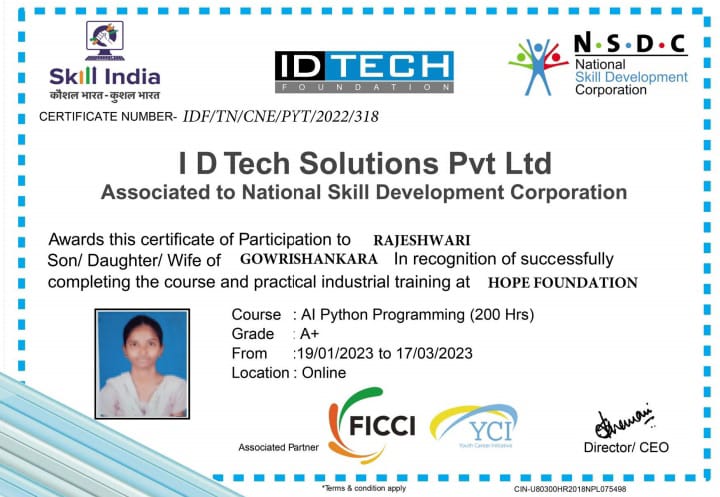 Skill India
कौशल भारत - कुशल भारत
ID TECH
FOUNDATION
N·S·D·C
National
Skill Development
Corporation
CERTIFICATE NUMBER- IDF/TN/CNE/PYT/2022/318
I D Tech Solutions Pvt Ltd
Associated to National Skill Development Corporation
Awards this certificate of Participation to RAJESHWARI
Son/ Daughter/ Wife of GOWRISHANKARA In recognition of successfully
completing the course and practical industrial training at HOPE FOUNDATION
Course : AI Python Programming (200 Hrs)
Grade : A+
From :19/01/2023 to 17/03/2023
Location : Online
Associated Partner
FICCI
YCI
Youth Career Initiative
Director/ CEO
*Terms & condition apply
CIN-U80300HR2018NPL075498